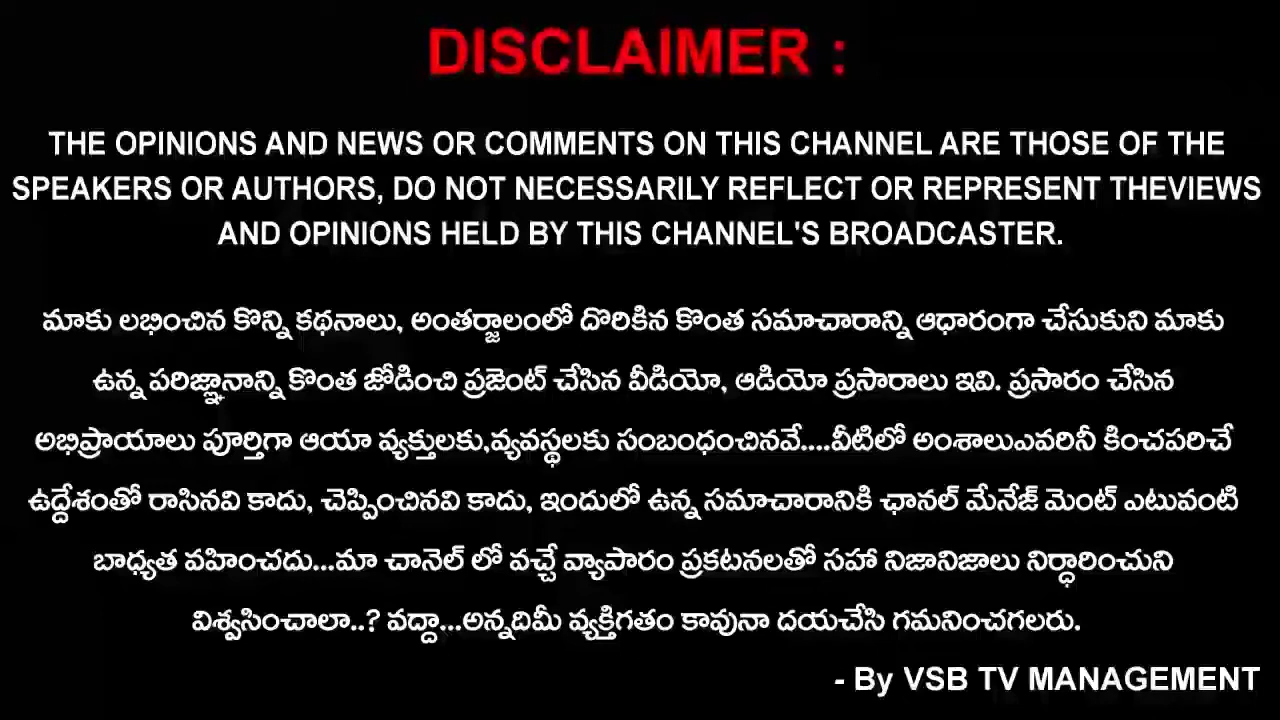 DISCLAIMER :
THE OPINIONS AND NEWS OR COMMENTS ON THIS CHANNEL ARE THOSE OF THE
SPEAKERS OR AUTHORS, DO NOT NECESSARILY REFLECT OR REPRESENT THEVIEWS
AND OPINIONS HELD BY THIS CHANNEL'S BROADCASTER.
మాకు లభించిన కొన్ని కథనాలు, అంతర్జాలంలో దొరికిన కొంత సమాచారాన్ని ఆధారంగా చేసుకుని మాకు
ఉన్న పరిజ్ఞానాన్ని కొంత జోడించి ప్రజెంట్ చేసిన వీడియో, ఆడియో ప్రసారాలు ఇవి. ప్రసారం చేసిన
అభిప్రాయాలు పూర్తిగా ఆయా వ్యక్తులకు,వ్యవస్థలకు సంబంధంచినవే....వీటిలో అంశాలుఎవరినీ కించపరిచే
ఉద్దేశంతో రాసినవి కాదు, చెప్పించినవి కాదు, ఇందులో ఉన్న సమాచారానికి ఛానల్ మేనేజ్ మెంట్ ఎటువంటి
బాధ్యత వహించదు...మా చానెల్ లో వచ్చే వ్యాపారం ప్రకటనలతో సహా నిజానిజాలు నిర్ధారించుని
విశ్వసించాలా..? వద్దా...అన్నదిమీ వ్యక్తిగతం కావునా దయచేసి గమనించగలరు.
- By VSB TV MANAGEMENT